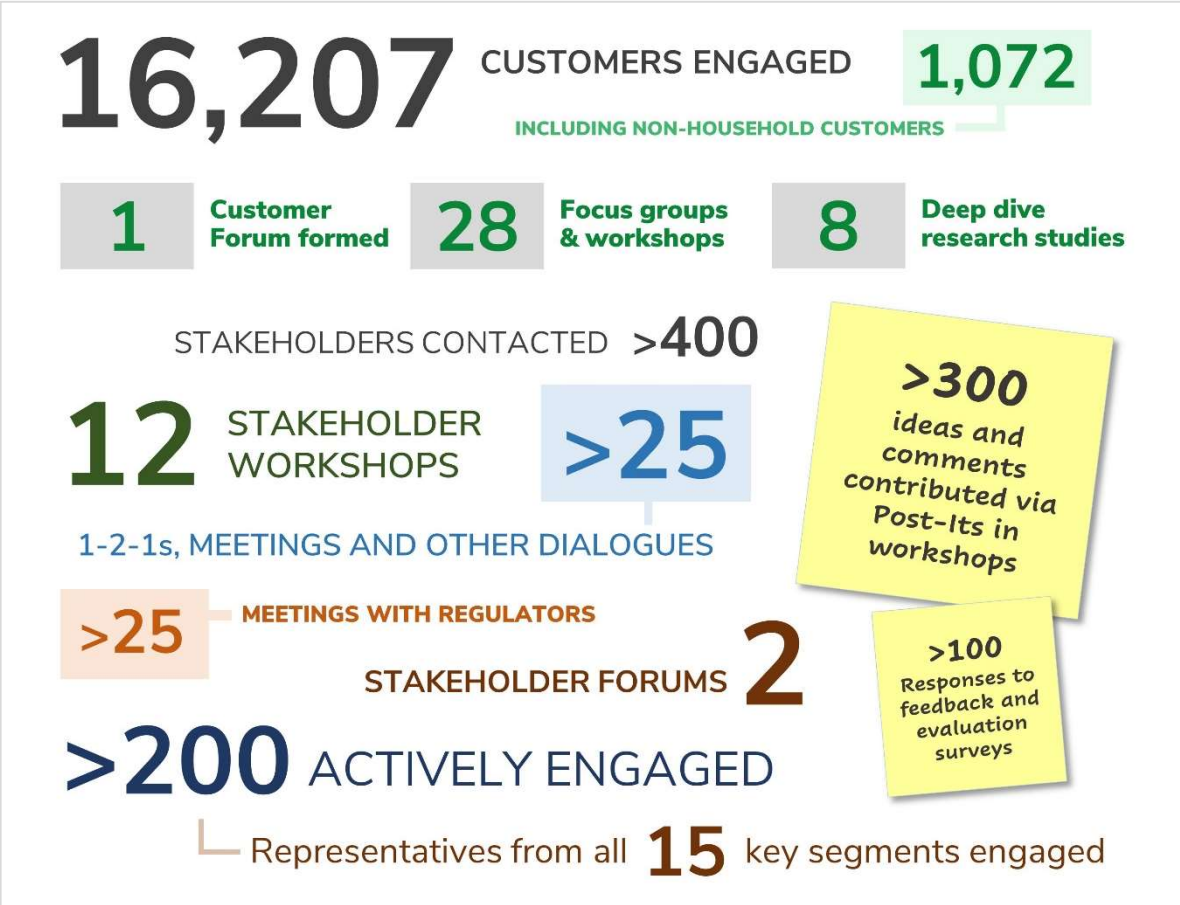 16,207 CUSTOMERS ENGAGED 1,072
INCLUDING NON-HOUSEHOLD CUSTOMERS
1
Customer
Forum formed
28
Focus groups
& workshops
8
Deep dive
research studies
STAKEHOLDERS CONTACTED >400
12
STAKEHOLDER
WORKSHOPS
>25
1-2-1s, MEETINGS AND OTHER DIALOGUES
>300
ideas and
comments
contributed via
Post-Its in
workshops
>25 MEETINGS WITH REGULATORS
STAKEHOLDER FORUMS 2
>100
Responses to
feedback and
evaluation
surveys
>200 ACTIVELY ENGAGED
Representatives from all 15 key segments engaged